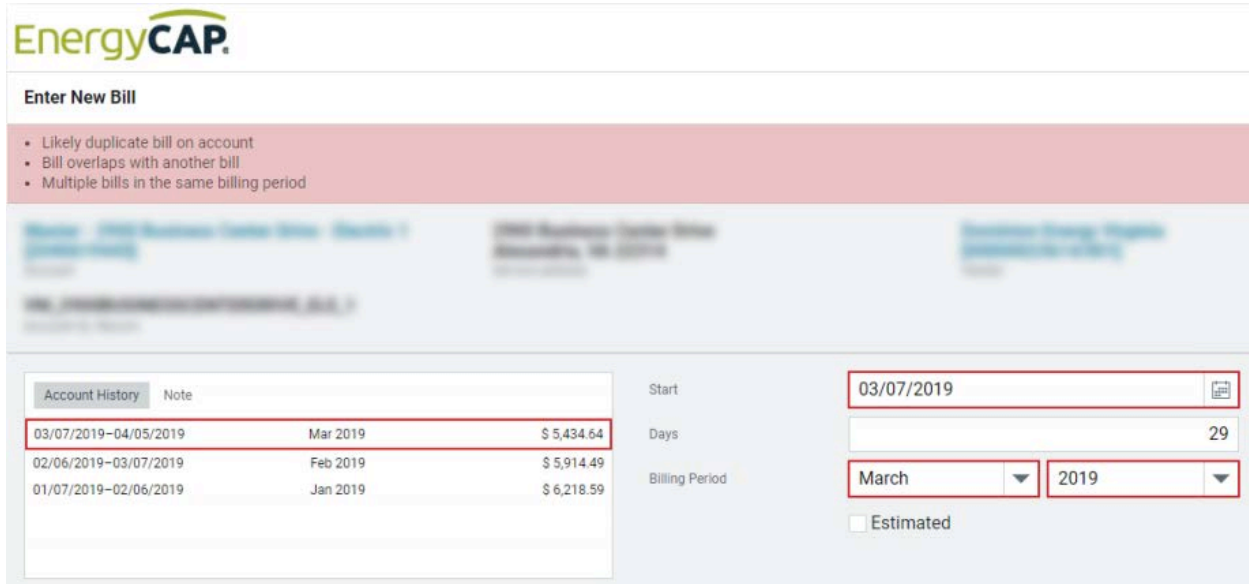 EnergyCAP.
Enter New Bill
• Likely duplicate bill on account
• Bill overlaps with another bill
• Multiple bills in the same billing period
Account History Note
03/07/2019–04/05/2019 Mar 2019 $ 5,434.64
02/06/2019–03/07/2019 Feb 2019 $ 5,914.49
01/07/2019–02/06/2019 Jan 2019 $ 6,218.59
Start 03/07/2019
Days 29
Billing Period March 2019
Estimated